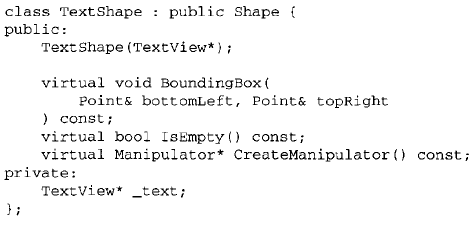 class TextShape : public Shape {
public:
    TextShape(TextView*);

    virtual void BoundingBox(
        Point& bottomLeft, Point& topRight
    ) const;
    virtual bool IsEmpty() const;
    virtual Manipulator* CreateManipulator() const;
private:
    TextView* _text;
};